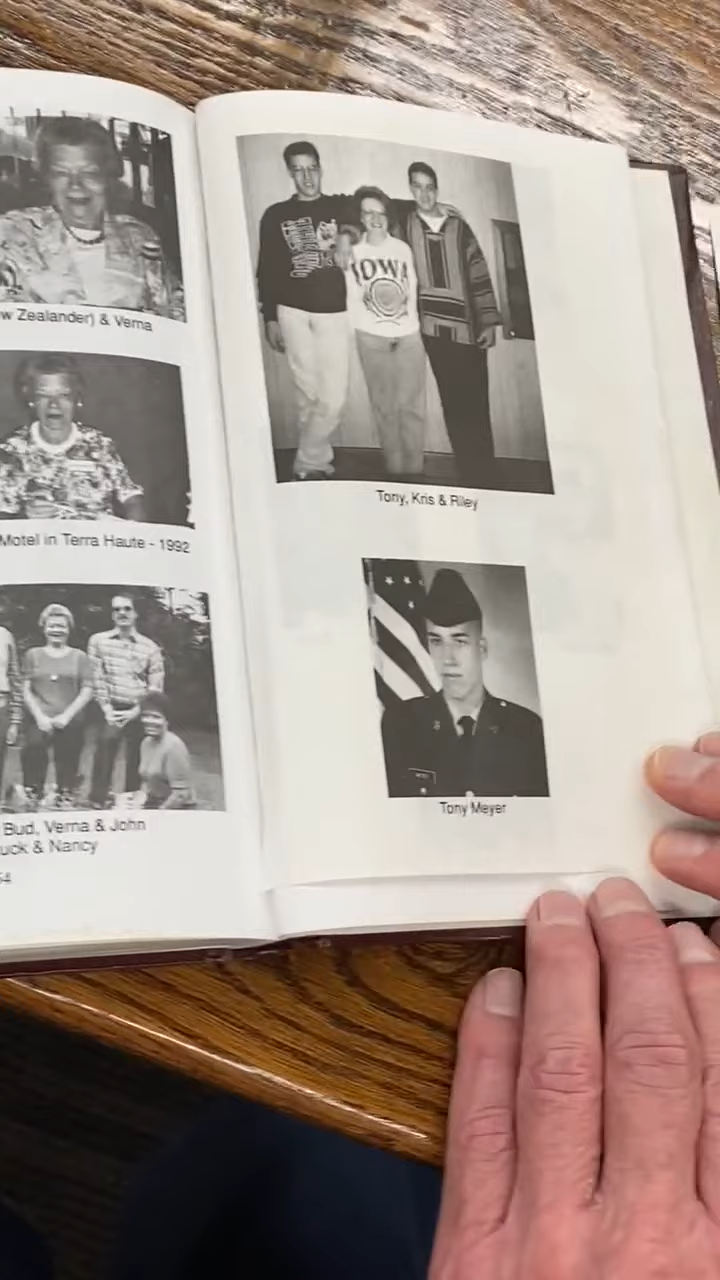 w Zealander) & Verna
Motel in Terra Haute - 1992
Bud, Verna & John
uck & Nancy
54
IOWA
Tony, Kris & Riley
Tony Meyer